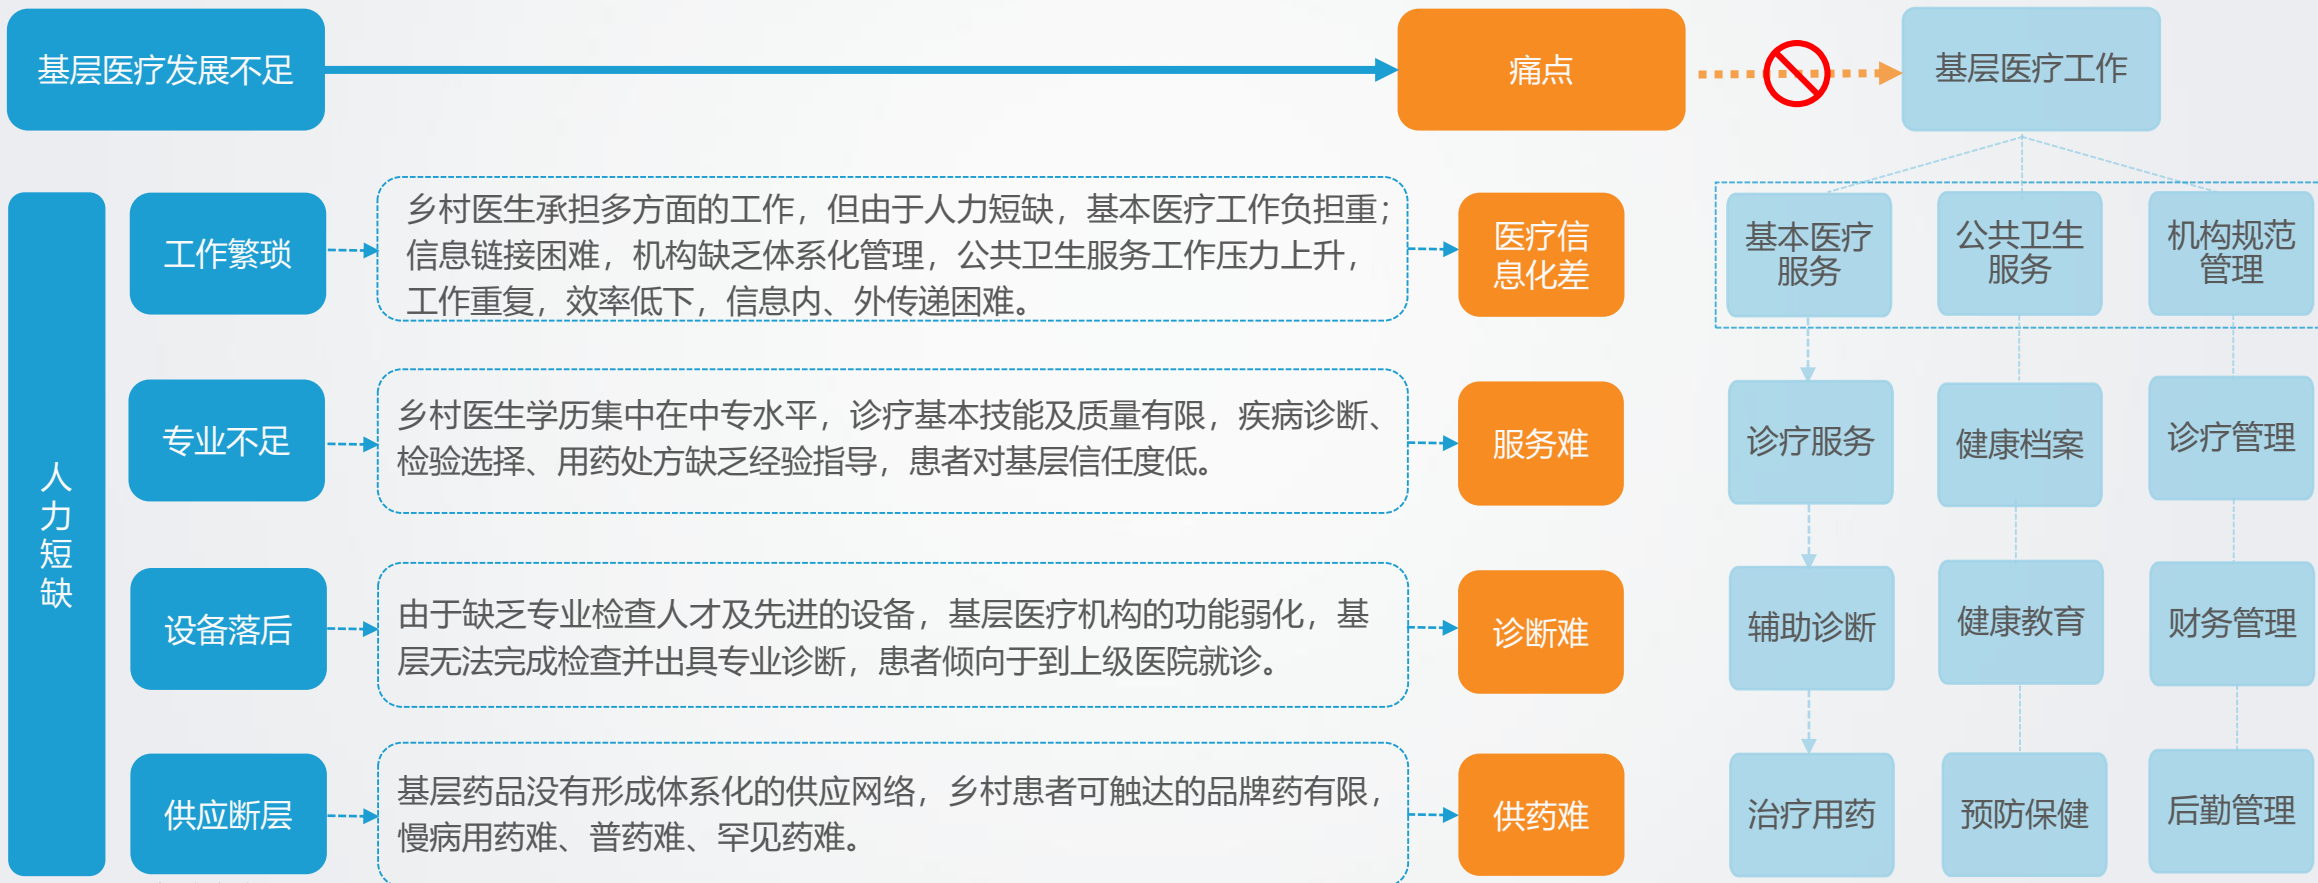 基层医疗发展不足
痛点
基层医疗工作
人力短缺
工作繁琐
乡村医生承担多方面的工作，但由于人力短缺，基本医疗工作负担重；
信息链接困难，机构缺乏体系化管理，公共卫生服务工作压力上升，
工作重复，效率低下，信息内、外传递困难。
医疗信
息化差
基本医疗
服务
公共卫生
服务
机构规范
管理
专业不足
乡村医生学历集中在中专水平，诊疗基本技能及质量有限，疾病诊断、
检验选择、用药处方缺乏经验指导，患者对基层信任度低。
服务难
诊疗服务
健康档案
诊疗管理
设备落后
由于缺乏专业检查人才及先进的设备，基层医疗机构的功能弱化，基
层无法完成检查并出具专业诊断，患者倾向于到上级医院就诊。
诊断难
辅助诊断
健康教育
财务管理
供应断层
基层药品没有形成体系化的供应网络，乡村患者可触达的品牌药有限，
慢病用药难、普药难、罕见药难。
供药难
治疗用药
预防保健
后勤管理